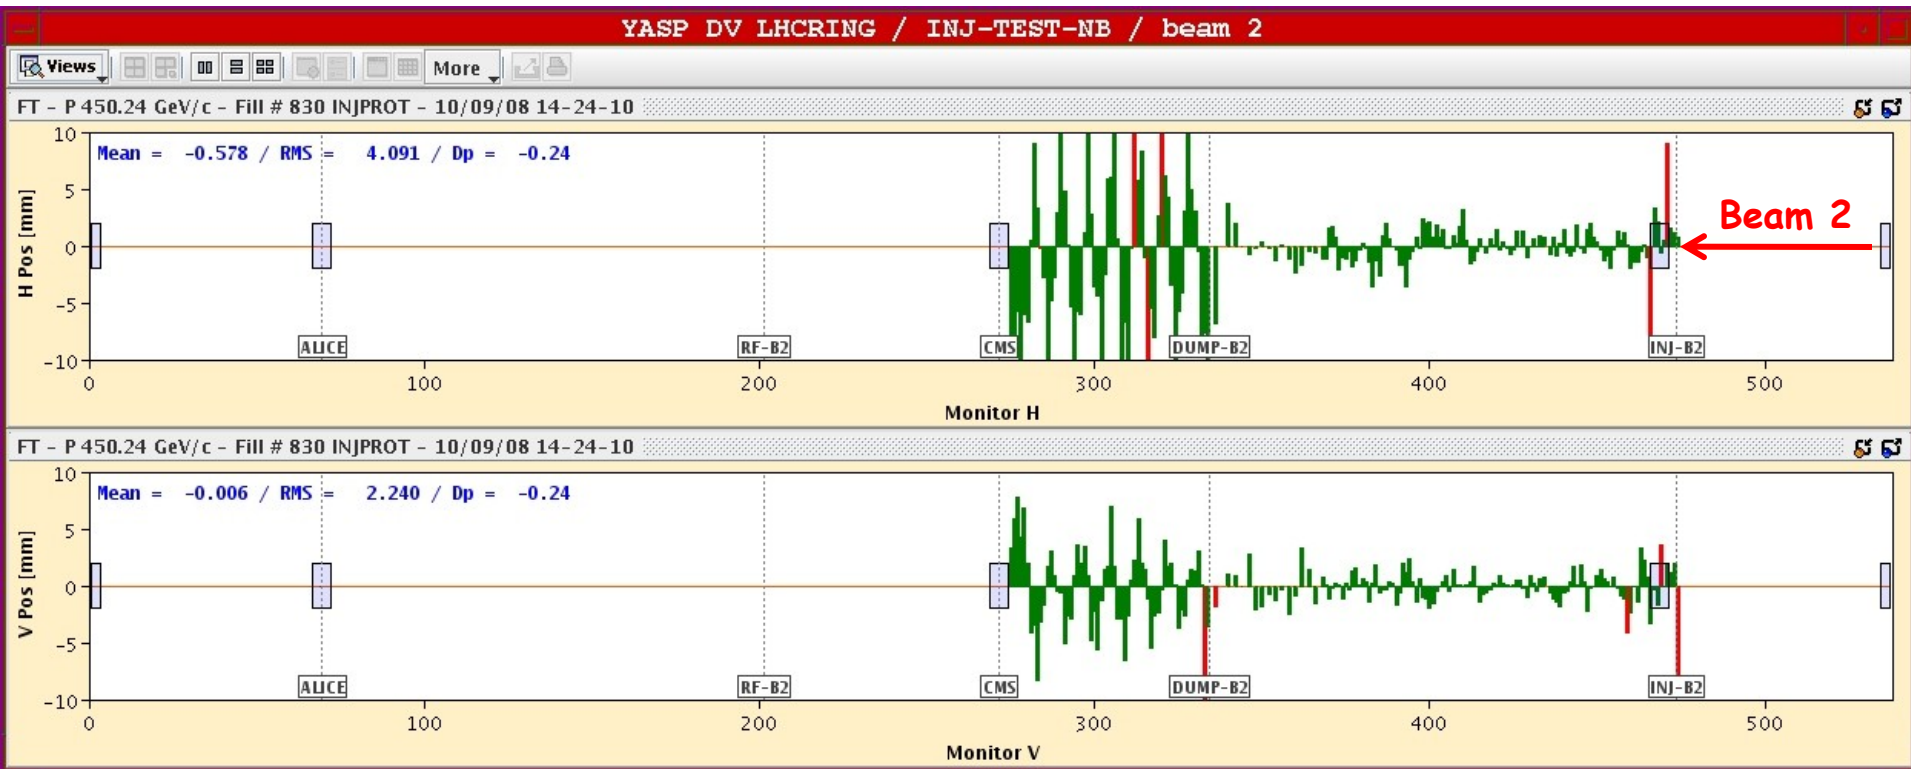 YASP DV LHCRING / INJ-TEST-NB / beam 2
Views More
FT - P 450.24 GeV/c - Fill # 830 INJPROT - 10/09/08 14-24-10
Mean = -0.578 / RMS = 4.091 / Dp = -0.24
H Pos [mm]
10
5
0
-5
-10
Beam 2
ALICE RF-B2 CMS DUMP-B2 INJ-B2
0 100 200 300 400 500
Monitor H
FT - P 450.24 GeV/c - Fill # 830 INJPROT - 10/09/08 14-24-10
Mean = -0.006 / RMS = 2.240 / Dp = -0.24
V Pos [mm]
10
5
0
-5
-10
ALICE RF-B2 CMS DUMP-B2 INJ-B2
0 100 200 300 400 500
Monitor V